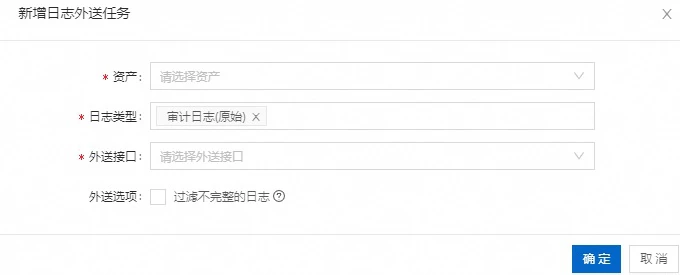 新增日志外送任务 X
* 资产: 请选择资产
* 日志类型: 审计日志(原始) X
* 外送接口: 请选择外送接口
外送选项: 过滤不完整的日志 ?
确定 取消